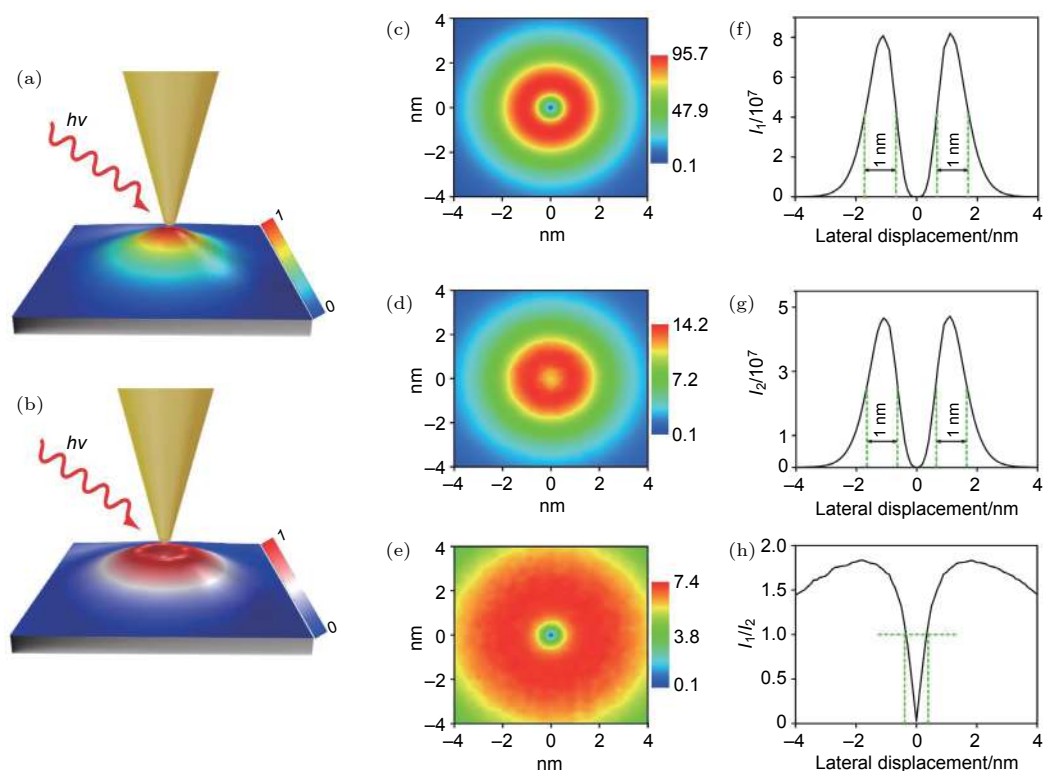 (a)
hv
1
0
(b)
hv
1
0
(c)
4
2
0
−2
−4
nm
−4 −2 0 2 4
nm
95.7
47.9
0.1
(d)
4
2
0
−2
−4
nm
−4 −2 0 2 4
nm
14.2
7.2
0.1
(e)
4
2
0
−2
−4
nm
−4 −2 0 2 4
nm
7.4
3.8
0.1
(f)
8
6
4
2
0
I₁/10⁷
1 nm
1 nm
−4 −2 0 2 4
Lateral displacement/nm
(g)
5
3
1
0
I₂/10⁷
1 nm
1 nm
−4 −2 0 2 4
Lateral displacement/nm
(h)
2.0
1.5
1.0
0.5
0
I₁/I₂
−4 −2 0 2 4
Lateral displacement/nm